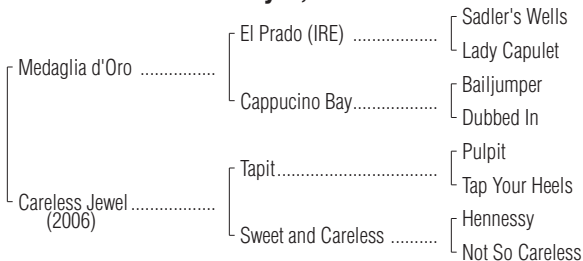 Sadler's Wells
El Prado (IRE) ..................
Lady Capulet
Medaglia d'Oro ................
Bailjumper
Cappucino Bay..................
Dubbed In
Pulpit
Tapit..................................
Tap Your Heels
Careless Jewel ..................
(2006)
Hennessy
Sweet and Careless ..........
Not So Careless